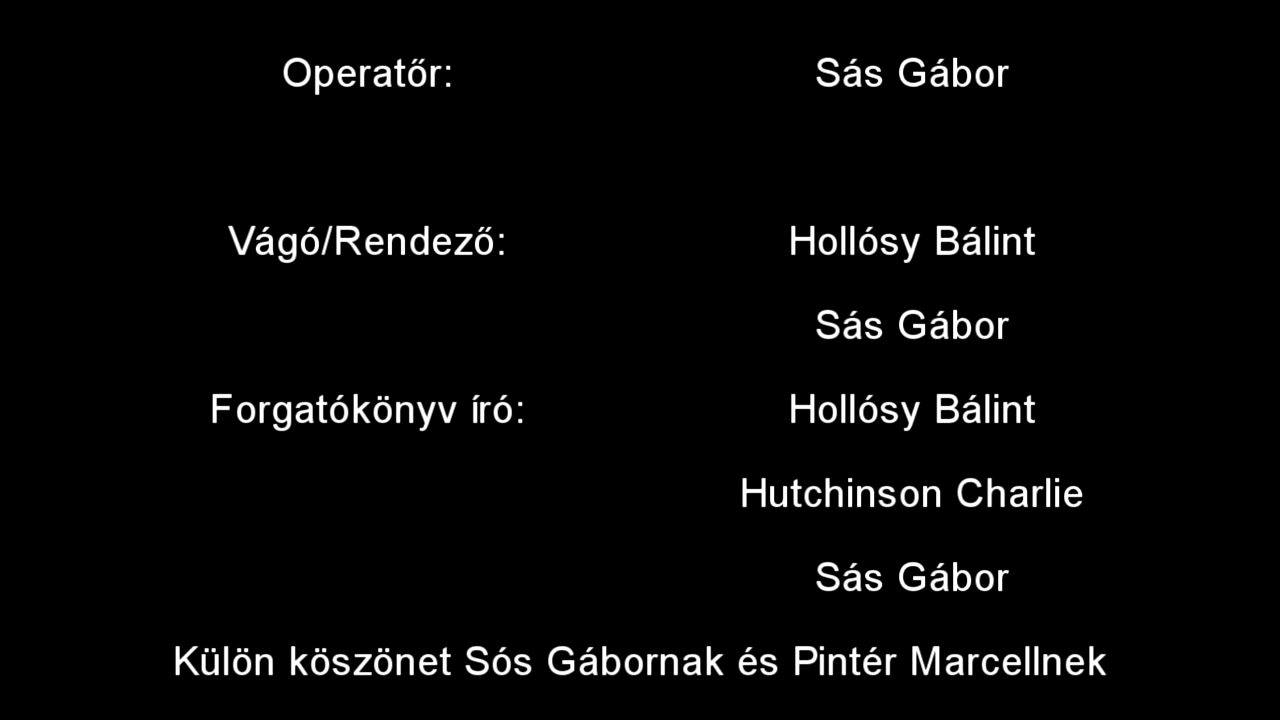 Operatőr: Sás Gábor
Vágó/Rendező: Hollósy Bálint
Sás Gábor
Forgatókönyv író: Hollósy Bálint
Hutchinson Charlie
Sás Gábor
Külön köszönet Sós Gábornak és Pintér Marcellnek